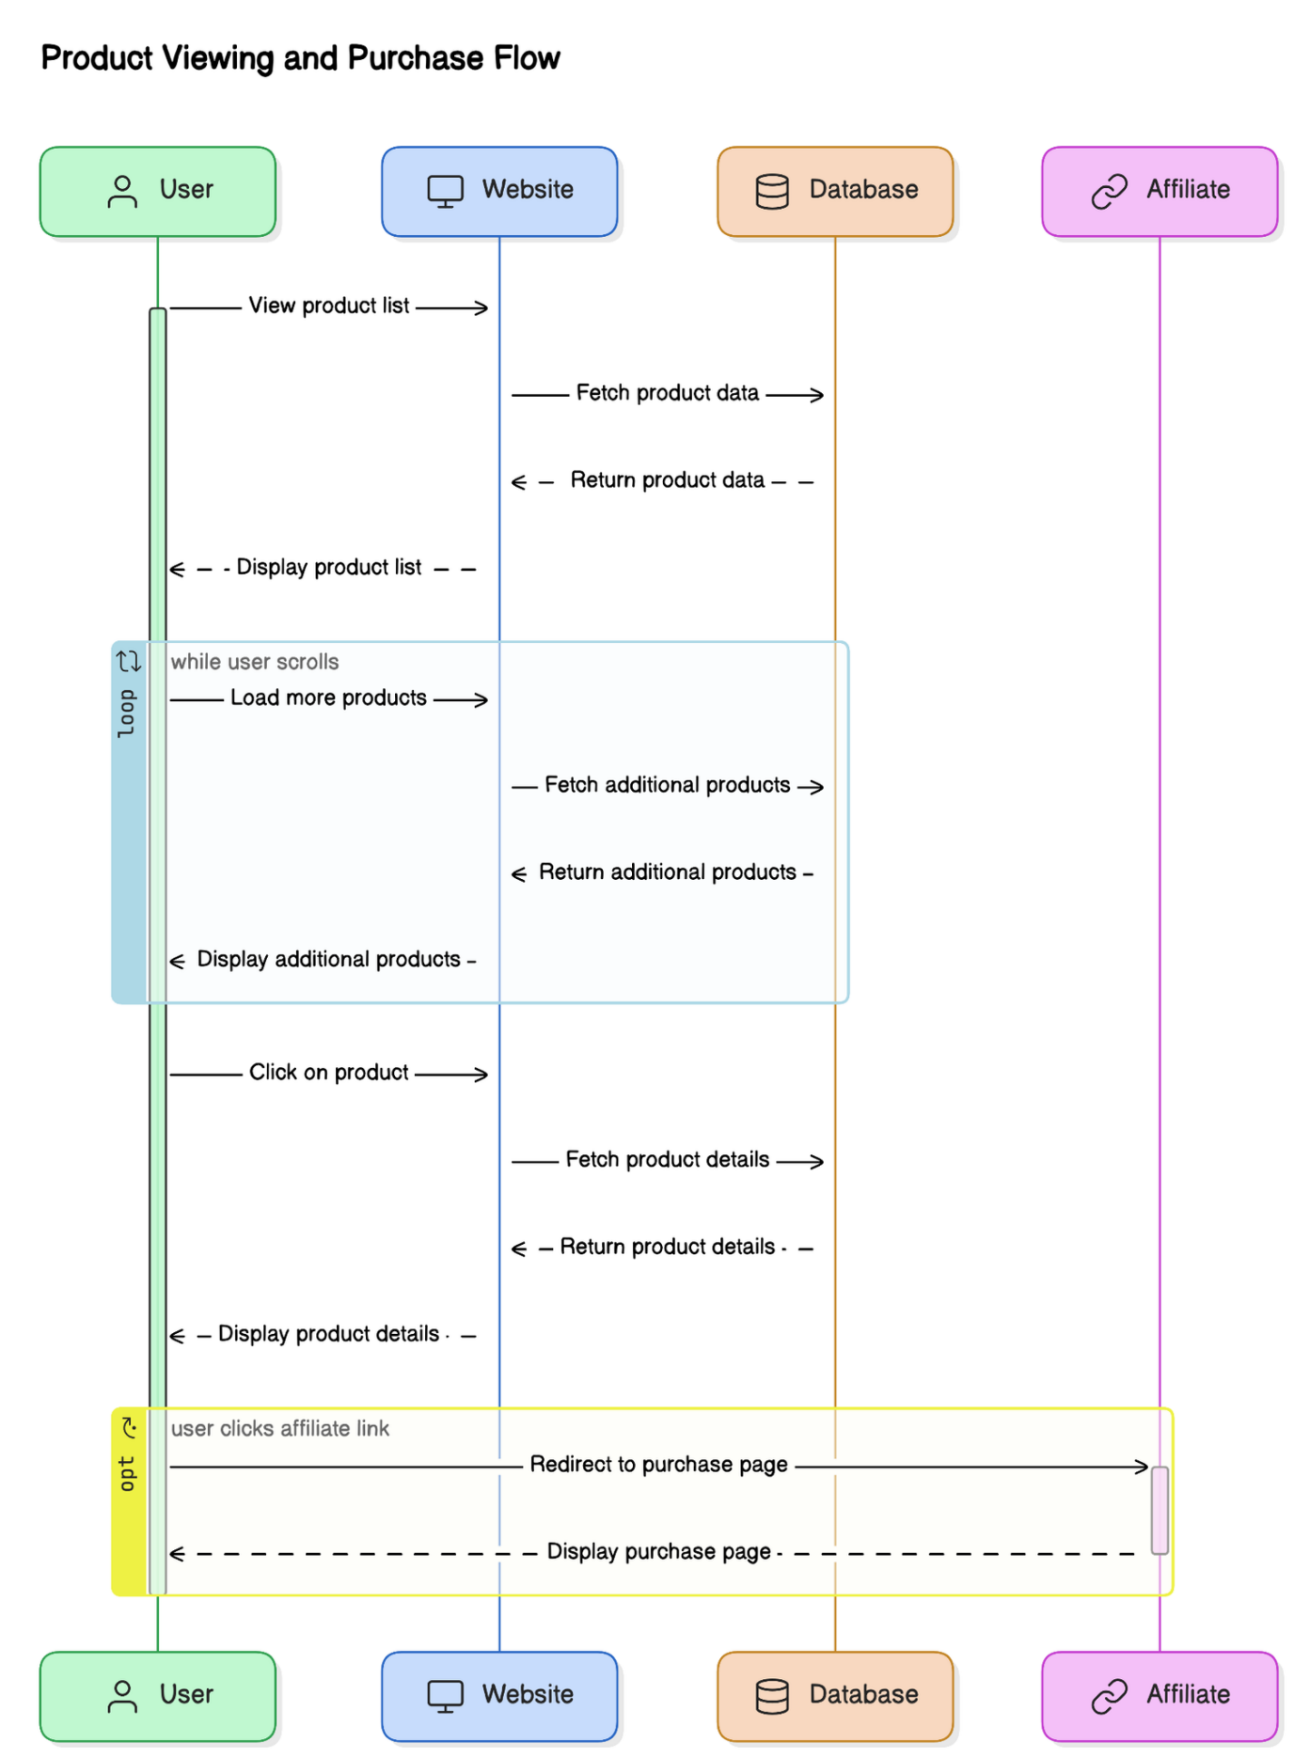 Product Viewing and Purchase Flow
User
Website
Database
Affiliate
View product list
Fetch product data
Return product data
Display product list
loop
while user scrolls
Load more products
Fetch additional products
Return additional products
Display additional products
Click on product
Fetch product details
Return product details
Display product details
opt
user clicks affiliate link
Redirect to purchase page
Display purchase page
User
Website
Database
Affiliate